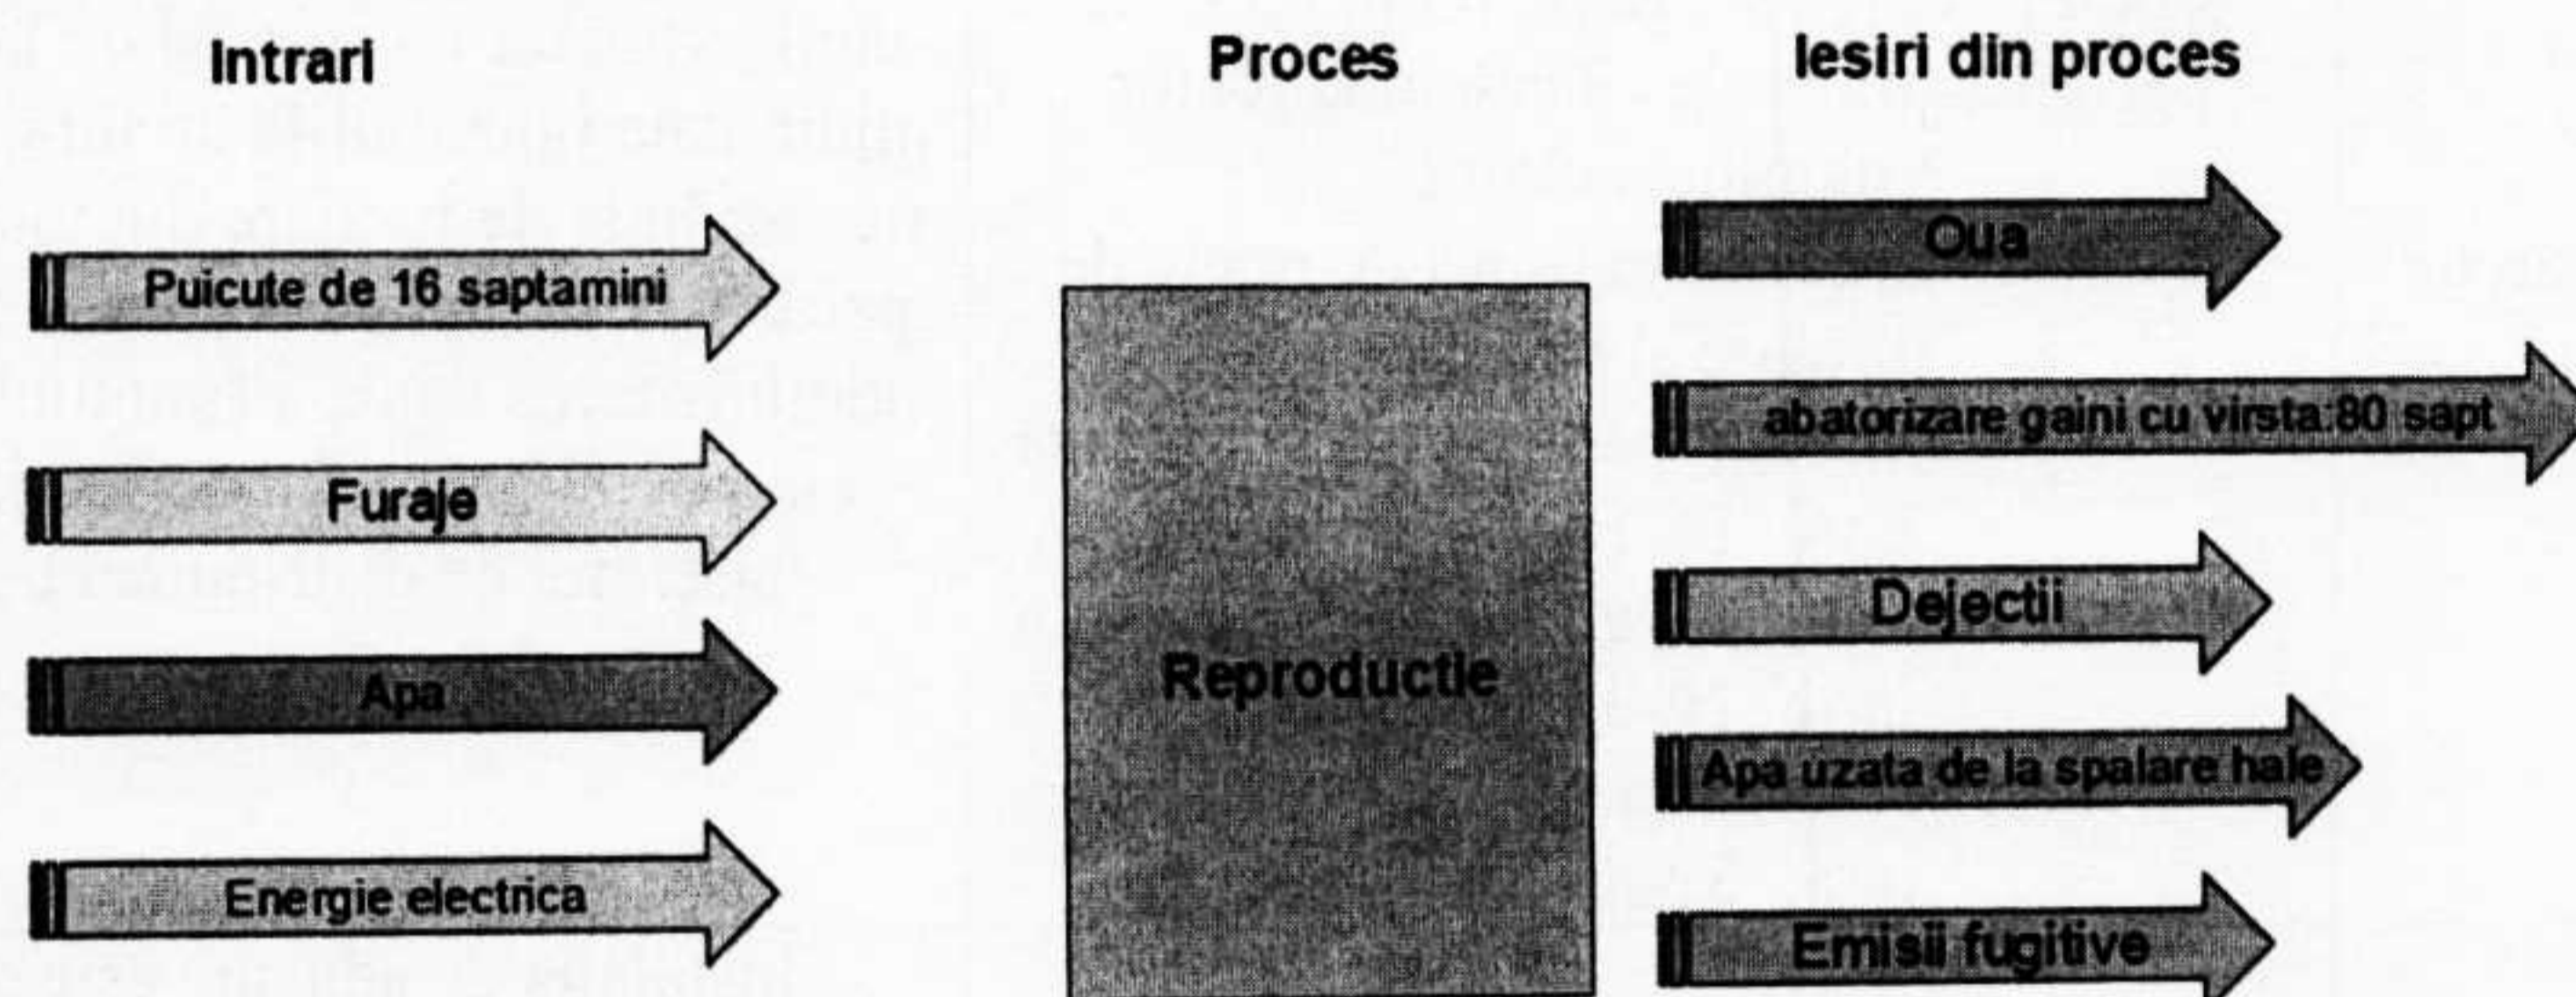 Intrari
Proces
Iesiri din proces
Puicute de 16 saptamini
Furaje
Apa
Energie electrica
Reproductie
Oua
abatorizare gaini cu virsta:80 sapt
Dejectii
Apa uzata de la spalare hale
Emisii fugitive